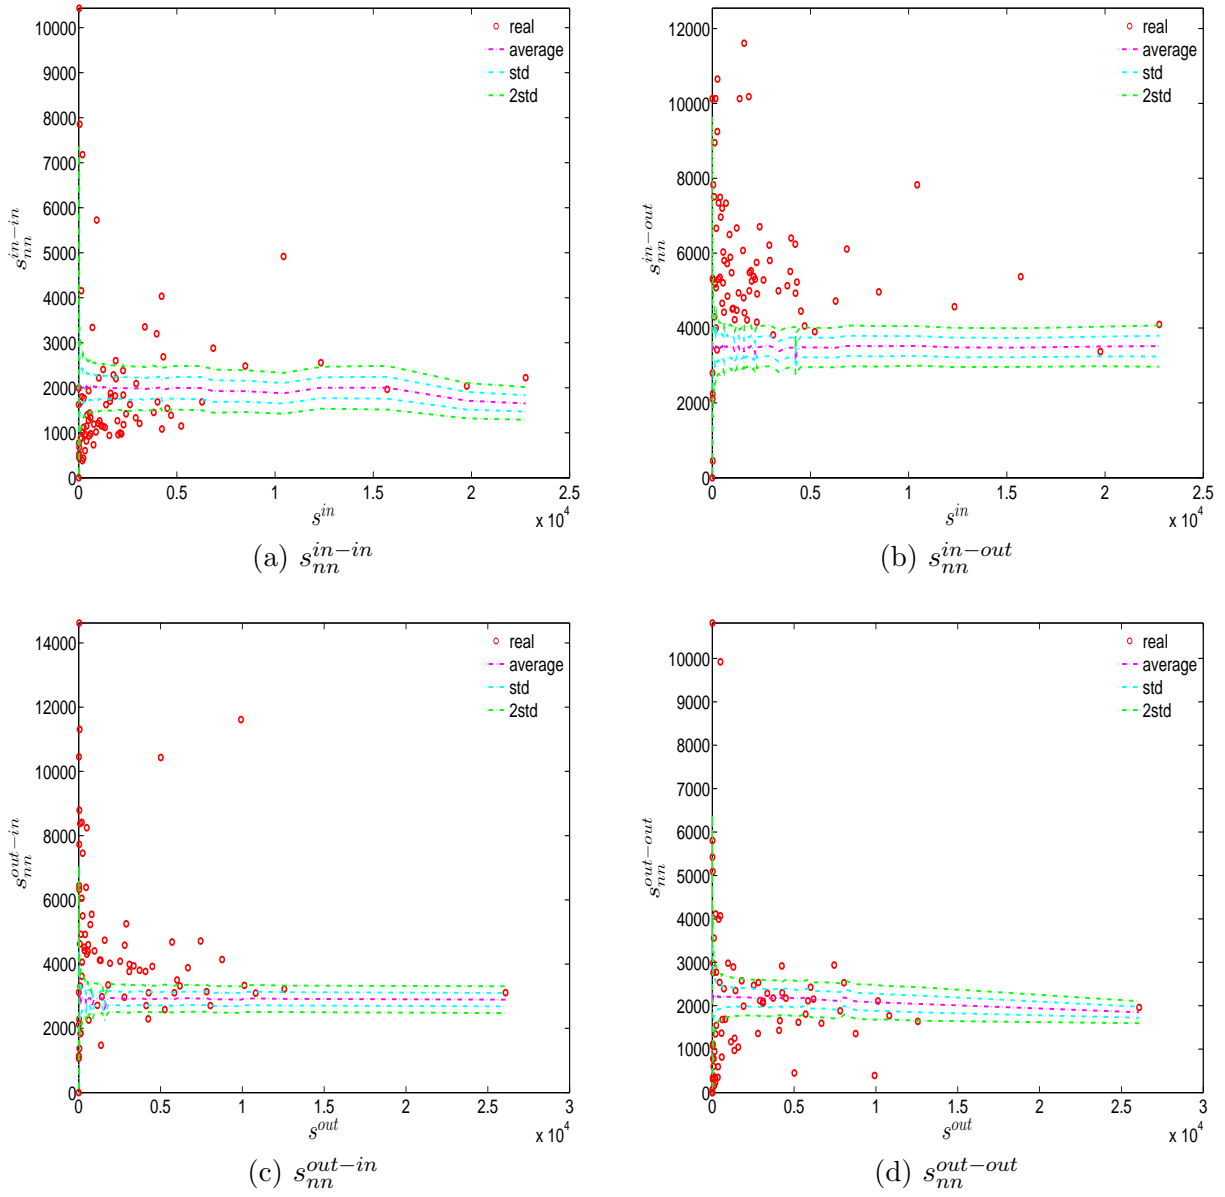 10000
9000
8000
7000
6000
5000
4000
3000
2000
1000
0
0 0.5 1 1.5 2 2.5
x 10^4
s_{nn}^{in-in}
s^{in}
real
average
std
2std
(a) s_{nn}^{in-in}
12000
10000
8000
6000
4000
2000
0
0 0.5 1 1.5 2 2.5
x 10^4
s_{nn}^{in-out}
s^{in}
real
average
std
2std
(b) s_{nn}^{in-out}
14000
12000
10000
8000
6000
4000
2000
0
0 0.5 1 1.5 2 2.5 3
x 10^4
s_{nn}^{out-in}
s^{out}
real
average
std
2std
(c) s_{nn}^{out-in}
10000
9000
8000
7000
6000
5000
4000
3000
2000
1000
0
0 0.5 1 1.5 2 2.5 3
x 10^4
s_{nn}^{out-out}
s^{out}
real
average
std
2std
(d) s_{nn}^{out-out}